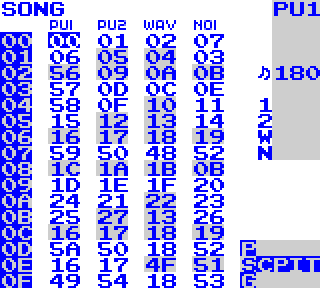 SONG PU1
PU1 PU2 WAV NOI
00 00 01 02 07
01 06 05 04 03
02 56 09 0A 0B ♫180
03 57 0D 0C 0E
04 58 0F 10 11 1
05 15 12 13 14 2
06 16 17 18 19 W
07 59 50 48 52 N
08 1C 1A 1B 0B
09 1D 1E 1F 20
0A 24 21 22 23
0B 25 27 13 26
0C 16 17 18 19
0D 5A 50 18 52 P
0E 16 17 4F 51 SCPIT
0F 49 54 18 53 G